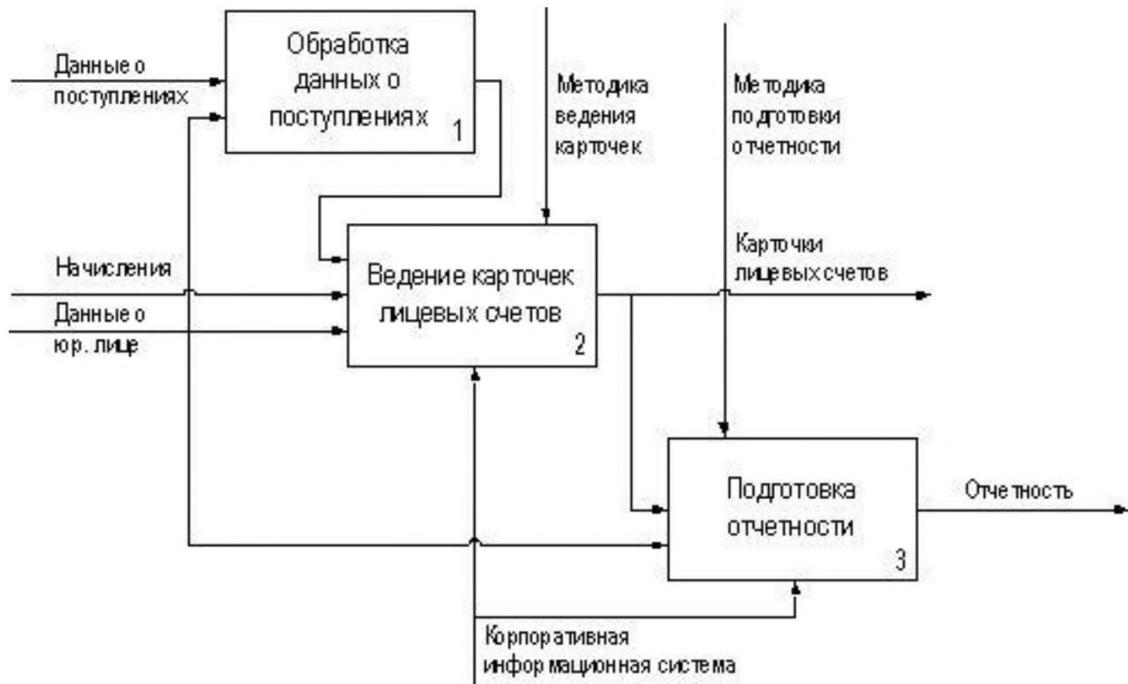 Обработка
данных о
поступлениях
1
Данные о
поступлениях
Методика
ведения
карточек
Методика
подготовки
отчетности
Начисления
Данные о
юр. лице
Ведение карточек
лицевых счетов
2
Карточки
лицевых счетов
Подготовка
отчетности
3
Отчетность
Корпоративная
информационная система